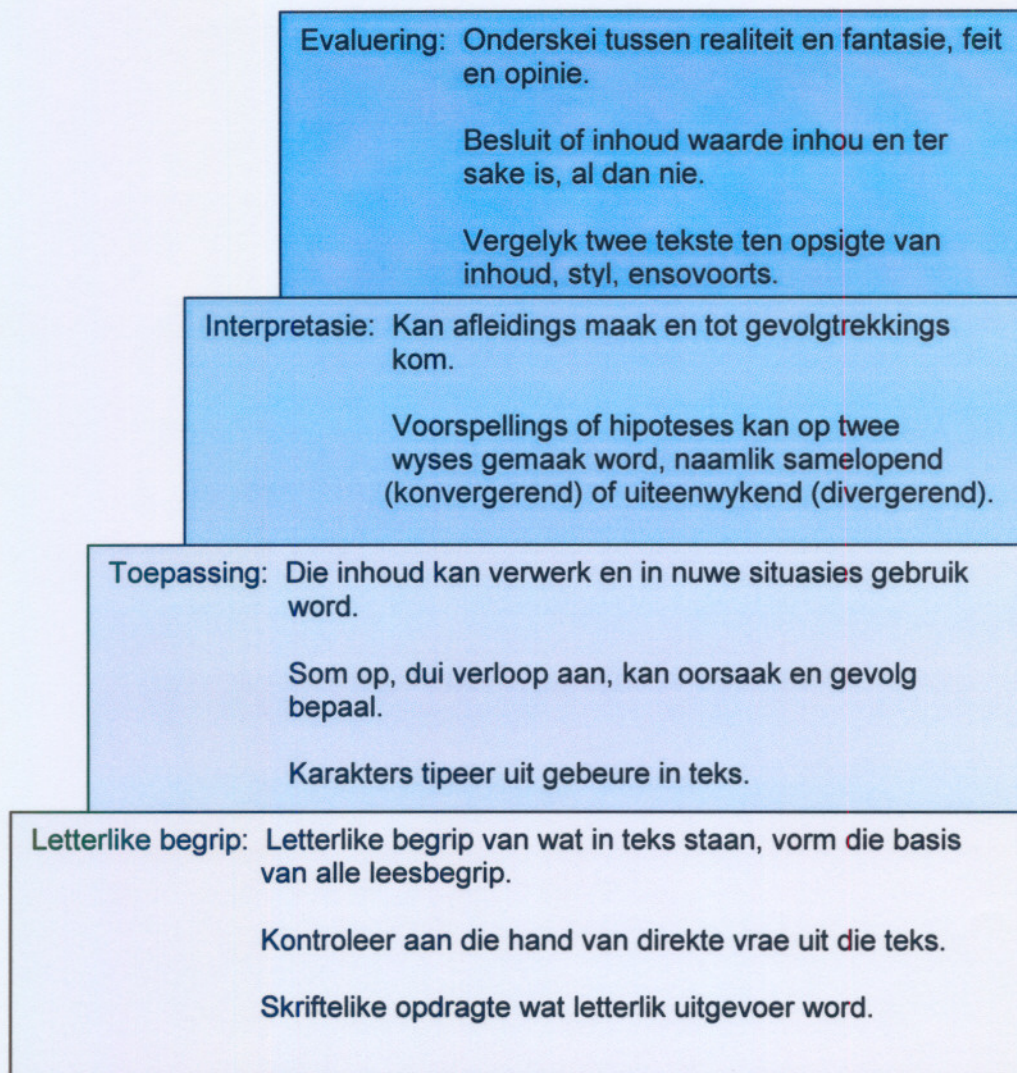 Evaluering: Onderskei tussen realiteit en fantasie, feit
en opinie.
Besluit of inhoud waarde inhou en ter
sake is, al dan nie.
Vergelyk twee tekste ten opsigte van
inhoud, styl, ensovoorts.
Interpretasie: Kan afleidings maak en tot gevolgtrekkings
kom.
Voorspellings of hipoteses kan op twee
wyses gemaak word, naamlik samelopend
(konvergerend) of uiteenwykend (divergerend).
Toepassing: Die inhoud kan verwerk en in nuwe situasies gebruik
word.
Som op, dui verloop aan, kan oorsaak en gevolg
bepaal.
Karakters tipeer uit gebeure in teks.
Letterlike begrip: Letterlike begrip van wat in teks staan, vorm die basis
van alle leesbegrip.
Kontroleer aan die hand van direkte vrae uit die teks.
Skriftelike opdragte wat letterlik uitgevoer word.